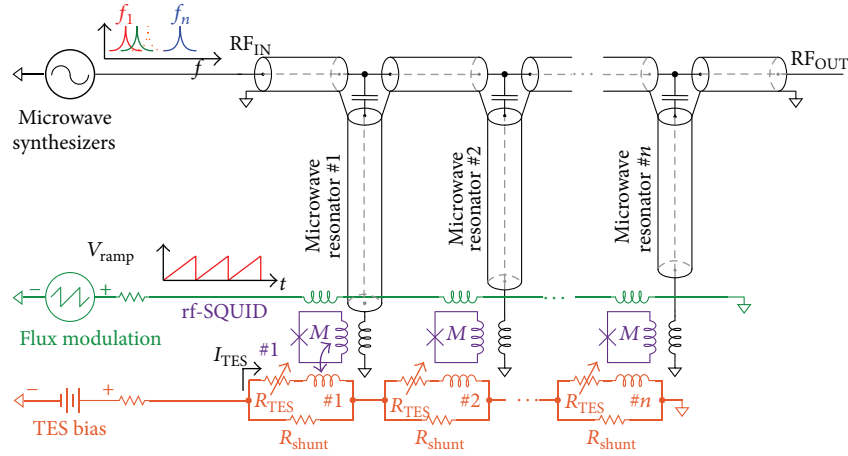 f1 fn
f
RFIN
RFOUT
Microwave
synthesizers
Microwave
resonator #1
Microwave
resonator #2
Microwave
resonator #n
...
Vramp
t
− +
Flux modulation
rf-SQUID
#1
M
M
M
...
ITES
− +
TES bias
RTES #1
RTES #2
RTES #n
...
Rshunt
Rshunt
Rshunt